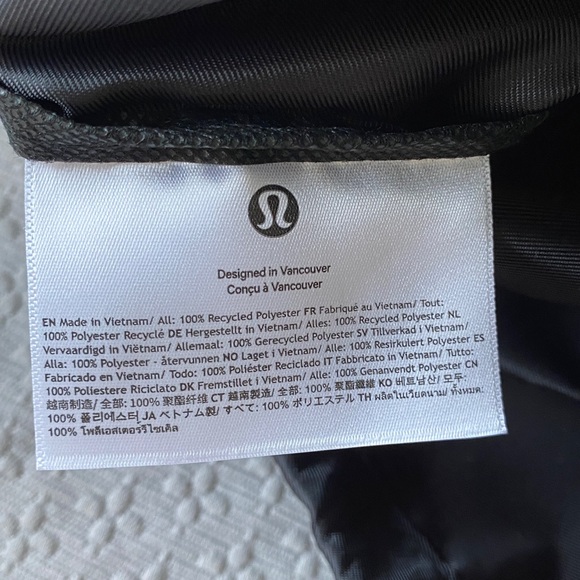 Designed in Vancouver
Conçu à Vancouver
EN Made in Vietnam/ All: 100% Recycled Polyester FR Fabriqué au Vietnam/ Tout:
100% Polyester Recyclé DE Hergestellt in Vietnam/ Alles: 100% Recycled Polyester NL
Vervaardigd in Viëtnam/ Allemaal: 100% Gerecycled Polyester SV Tillverkad i Vietnam/
Alla: 100% Polyester - återvunnen NO Laget i Vietnam/ Alle: 100% Resirkulert Polyester ES
Fabricado en Vietnam/ Todo: 100% Poliéster Reciclado IT Fabbricato in Vietnam/ Tutto:
100% Poliestere Riciclato DK Fremstillet i Vietnam/ Alle: 100% Genanvendt Polyester CN
越南制造/ 全部: 100% 聚酯纤维 CT 越南製造/ 全部: 100% 聚酯纖維 KO 베트남산/ 모두:
100% 폴리에스터 JA ベトナム製/ すべて: 100% ポリエステル TH ผลิตในเวียดนาม/ ทั้งหมด:
100% โพลีเอสเตอร์รีไซเคิล